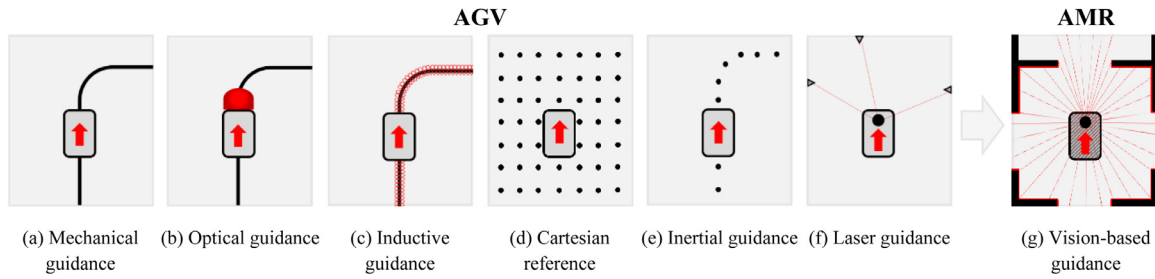 AGV
AMR
(a) Mechanical
guidance
(b) Optical guidance
(c) Inductive
guidance
(d) Cartesian
reference
(e) Inertial guidance
(f) Laser guidance
(g) Vision-based
guidance